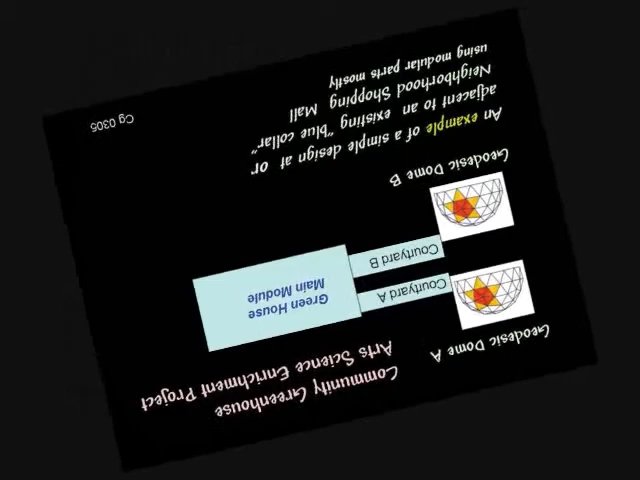 Community Greenhouse
Arts Science Enrichment Project
Geodesic Dome A
Green House
Main Module
Courtyard A
Courtyard B
Geodesic Dome B
An example of a simple design at or
adjacent to an existing "blue collar"
Neighborhood Shopping Mall
using modular parts mostly
Cg 0305